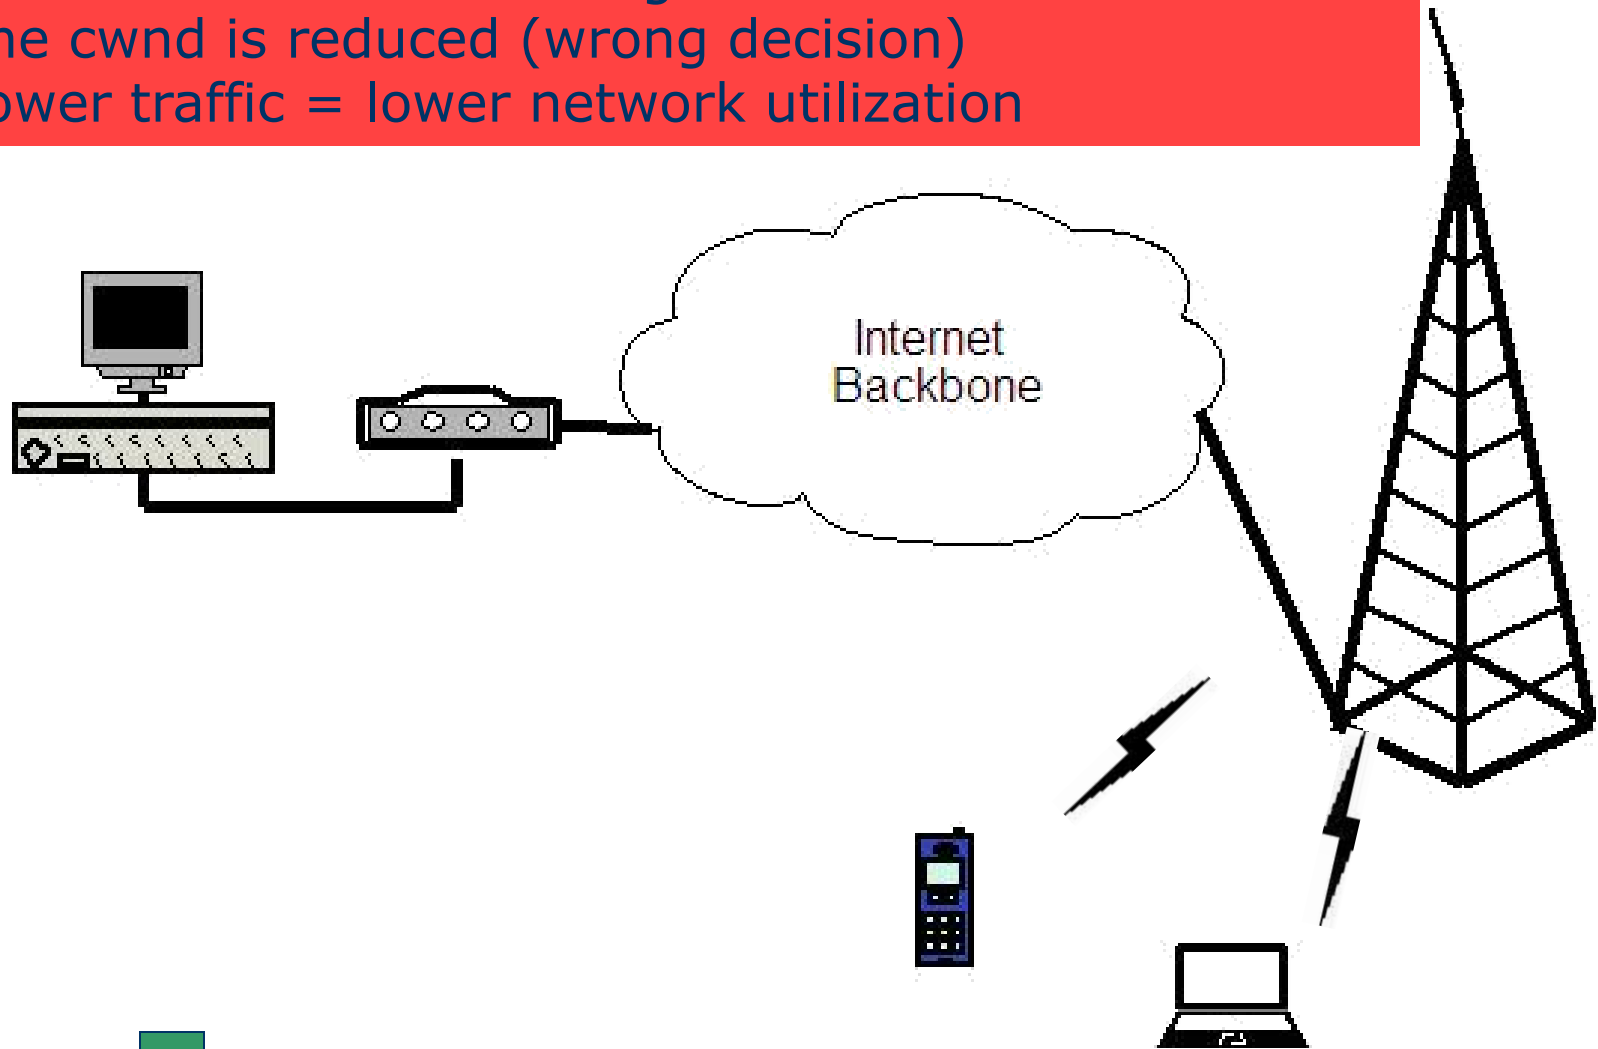 he cwnd is reduced (wrong decision)
ower traffic = lower network utilization
Internet
Backbone